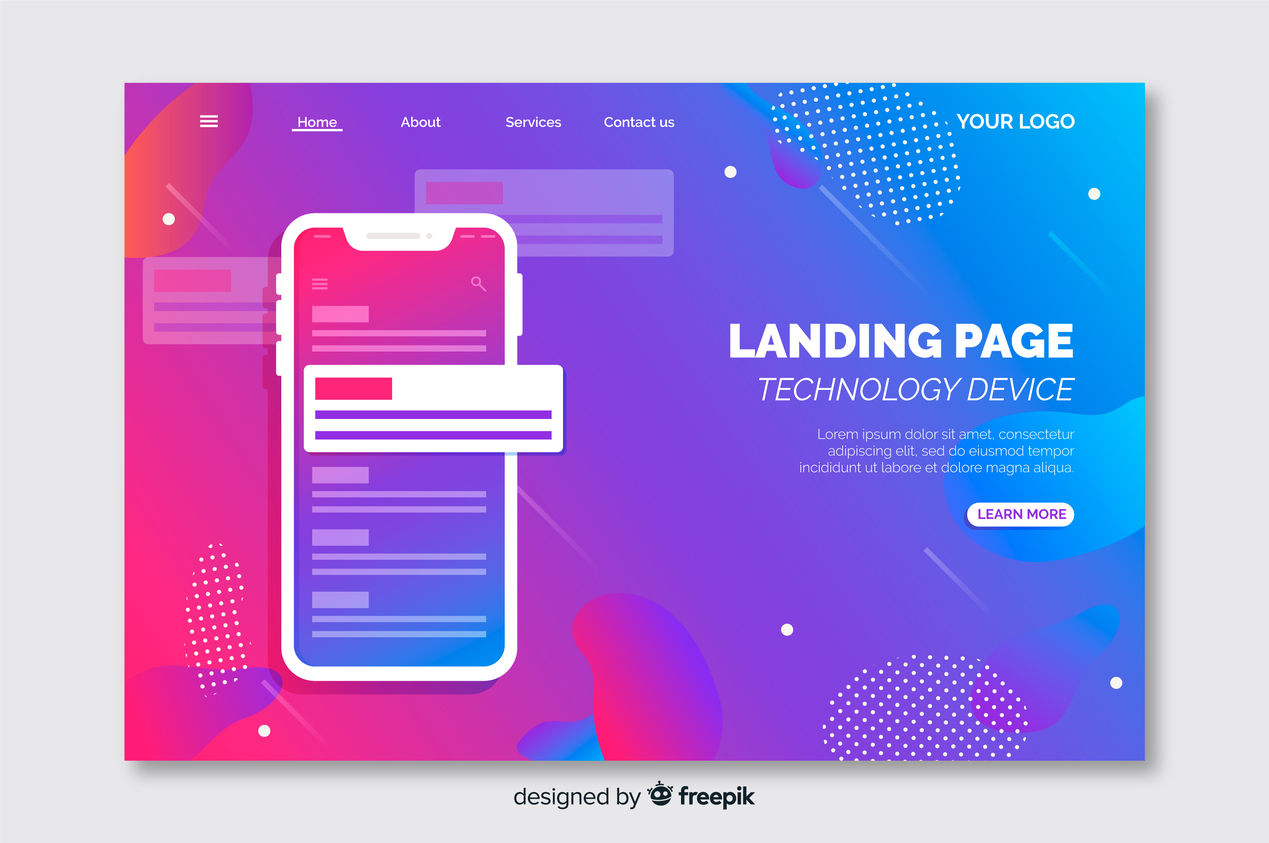 Home About Services Contact us YOUR LOGO
LANDING PAGE
TECHNOLOGY DEVICE
Lorem ipsum dolor sit amet, consectetur
adipiscing elit, sed do eiusmod tempor
incididunt ut labore et dolore magna aliqua.
LEARN MORE
designed by freepik